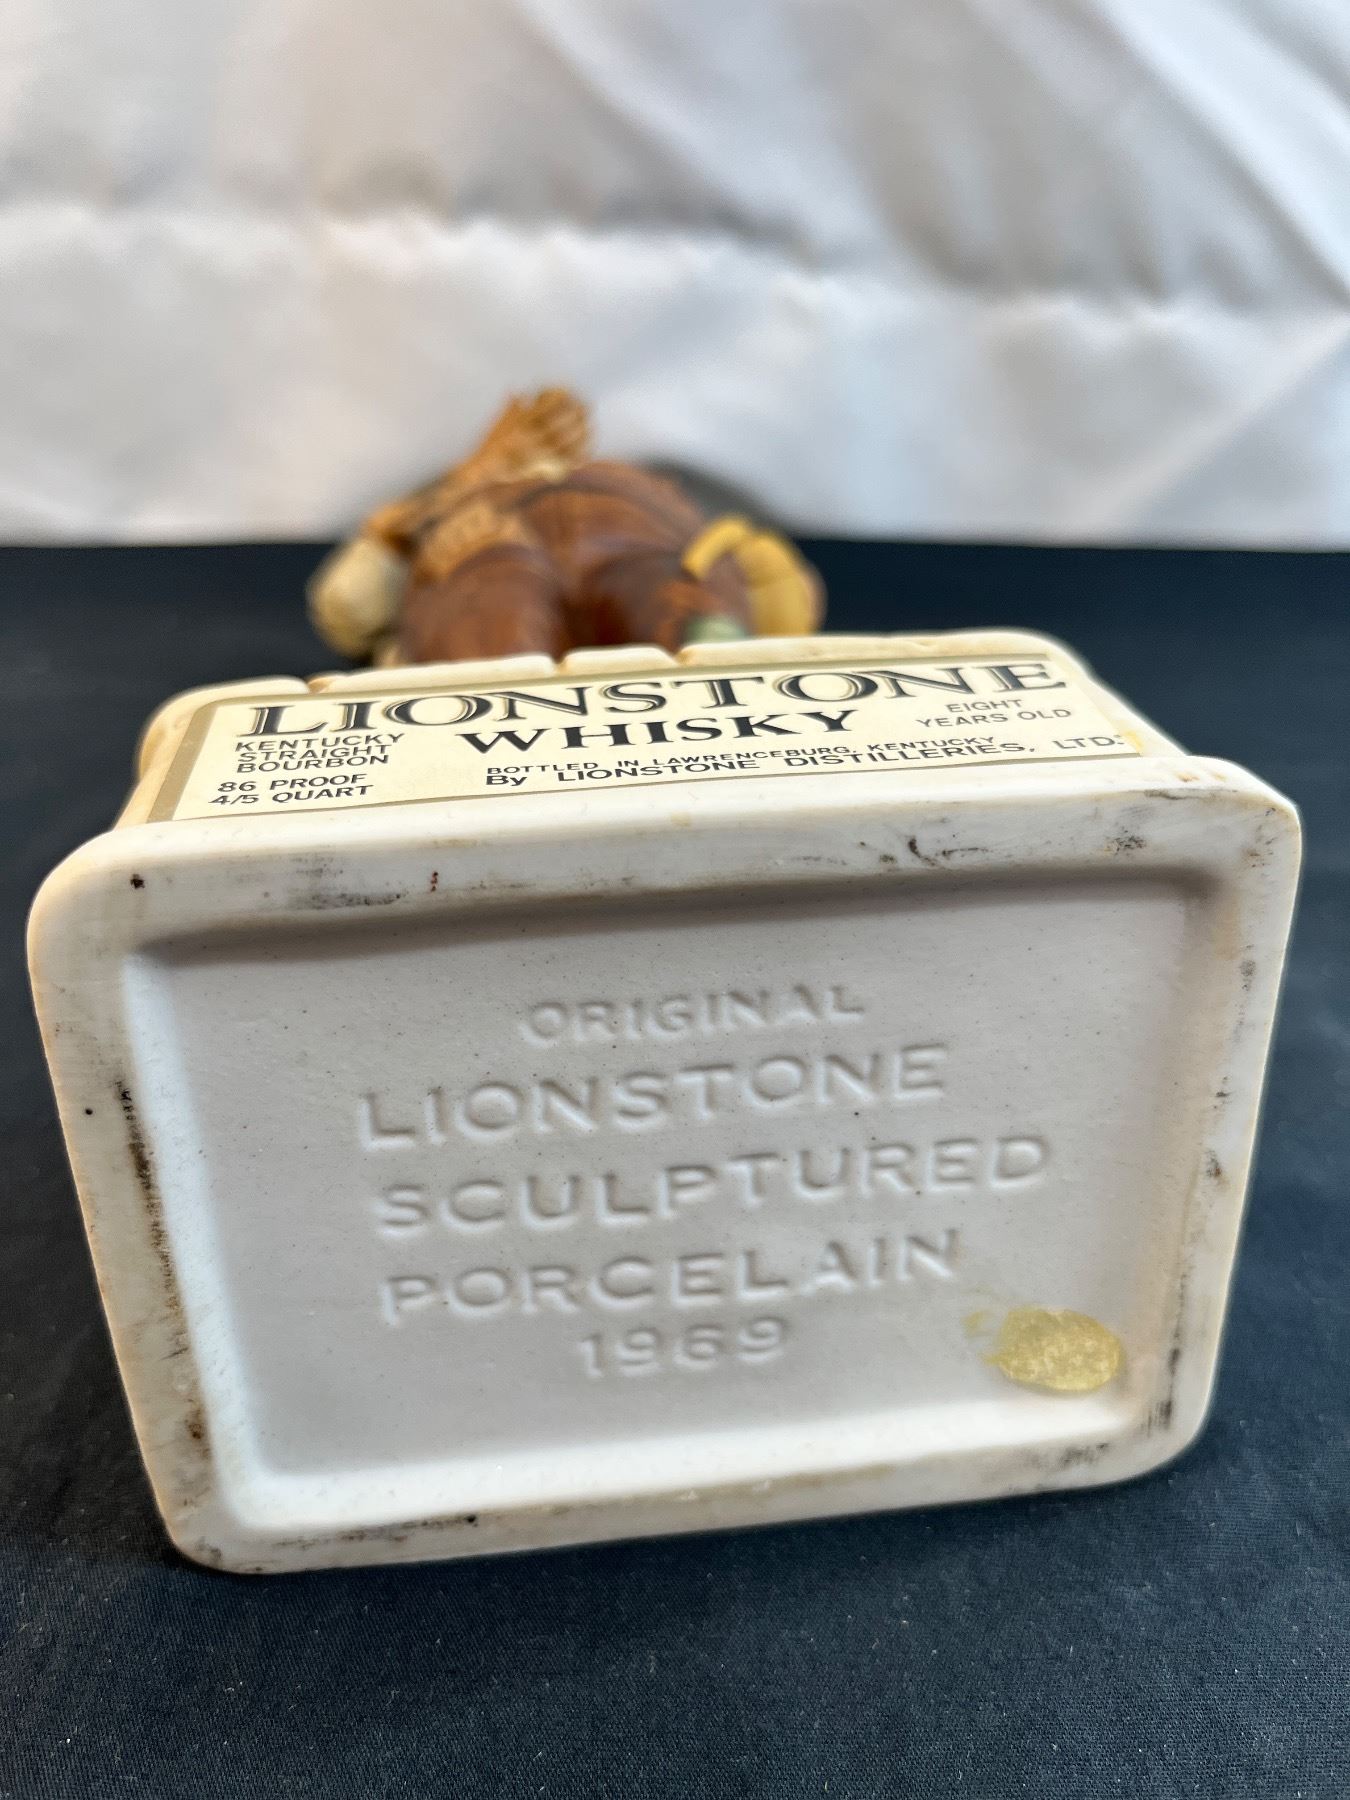 LIONSTONE
WHISKY
KENTUCKY
STRAIGHT
BOURBON
86 PROOF
4/5 QUART
EIGHT
YEARS OLD
BOTTLED IN LAWRENCEBURG, KENTUCKY
By LIONSTONE DISTILLERIES, LTD.
ORIGINAL
LIONSTONE
SCULPTURED
PORCELAIN
1969